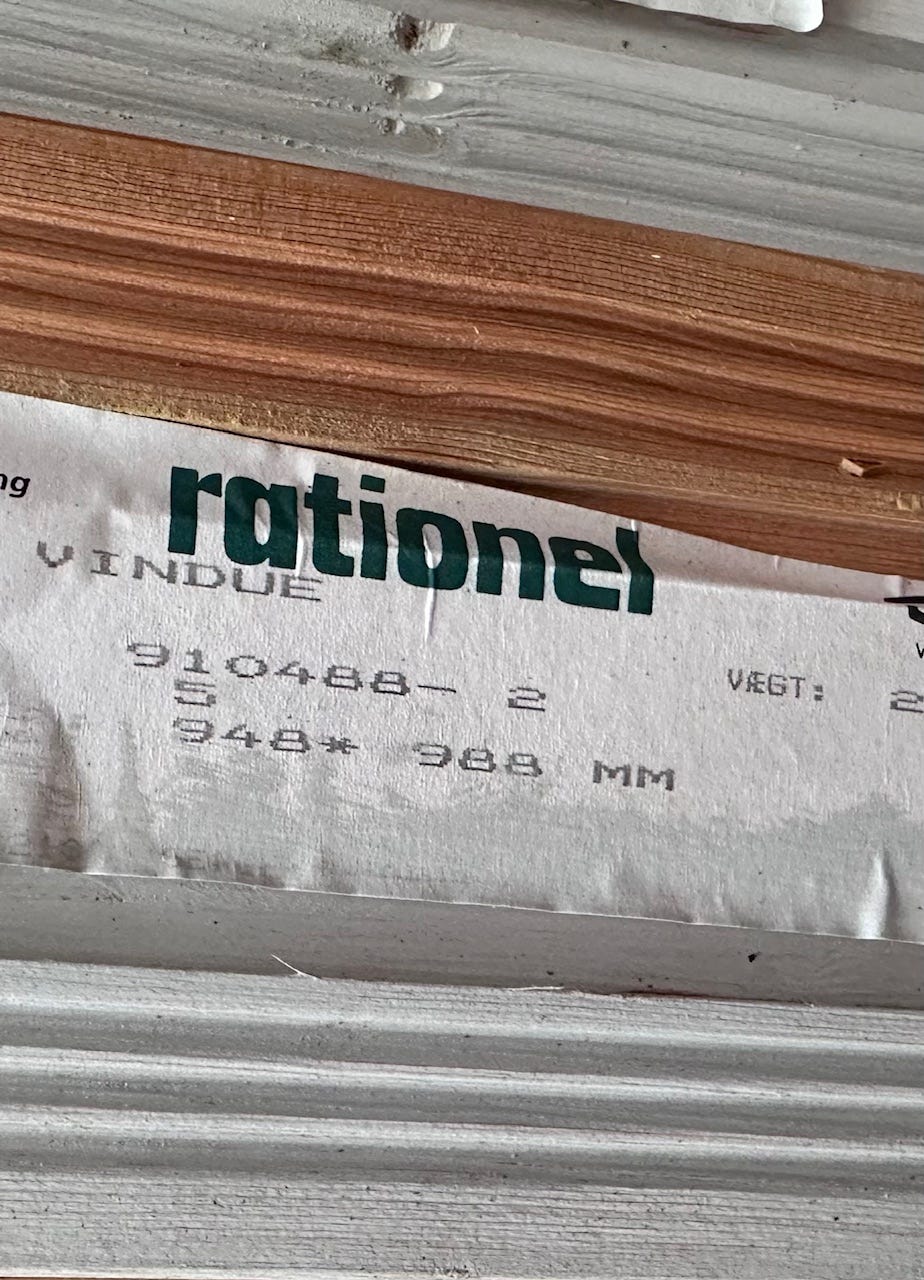 rationel
VINDUE
910488- 2 VÆGT:
5
948* 988 MM